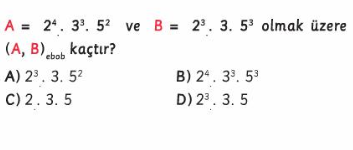 A = 2⁴. 3³. 5² ve B = 2³. 3. 5³ olmak üzere
(A, B)ebob kaçtır?
A) 2³. 3. 5² B) 2⁴. 3³. 5³
C) 2. 3. 5 D) 2³. 3. 5